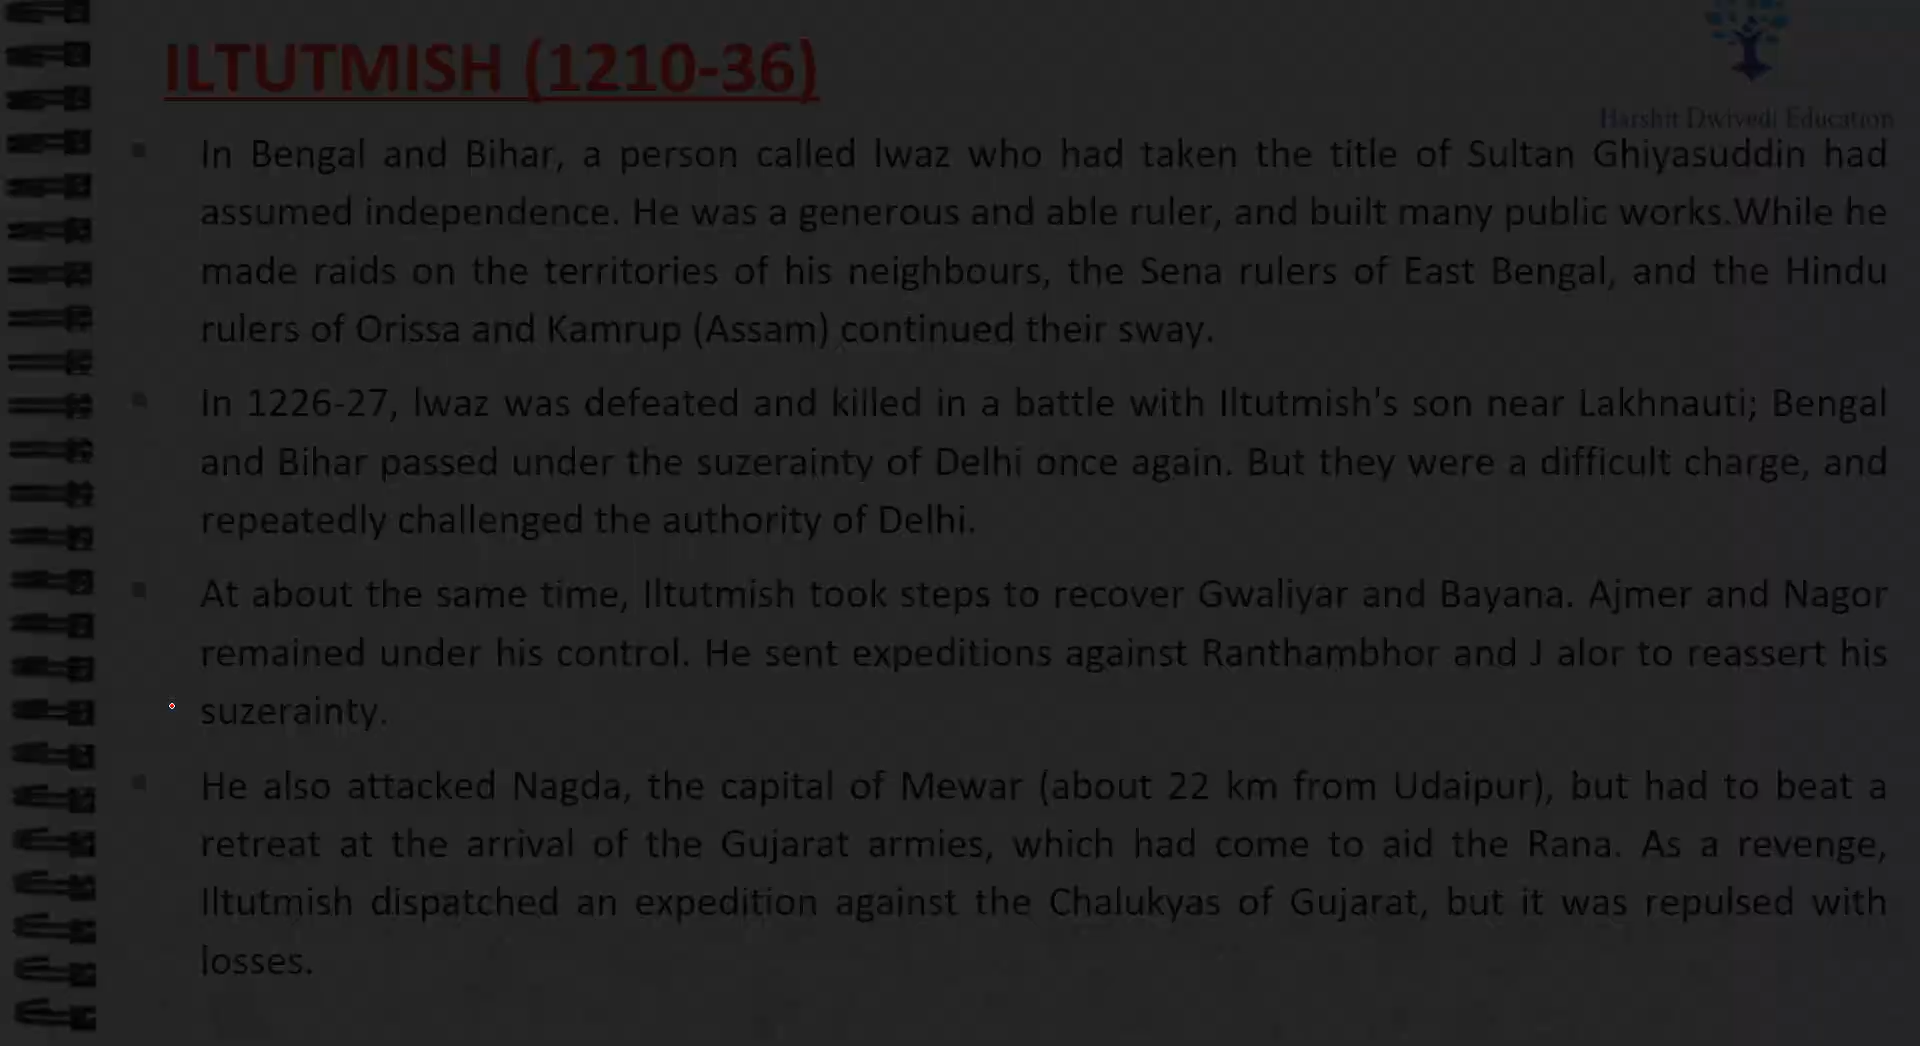 ILTUTMISH (1210-36)
Harshit Dwivedi Education
In Bengal and Bihar, a person called Iwaz who had taken the title of Sultan Ghiyasuddin had
assumed independence. He was a generous and able ruler, and built many public works.While he
made raids on the territories of his neighbours, the Sena rulers of East Bengal, and the Hindu
rulers of Orissa and Kamrup (Assam) continued their sway.
In 1226-27, Iwaz was defeated and killed in a battle with Iltutmish's son near Lakhnauti; Bengal
and Bihar passed under the suzerainty of Delhi once again. But they were a difficult charge, and
repeatedly challenged the authority of Delhi.
At about the same time, Iltutmish took steps to recover Gwaliyar and Bayana. Ajmer and Nagor
remained under his control. He sent expeditions against Ranthambhor and J alor to reassert his
suzerainty.
He also attacked Nagda, the capital of Mewar (about 22 km from Udaipur), but had to beat a
retreat at the arrival of the Gujarat armies, which had come to aid the Rana. As a revenge,
Iltutmish dispatched an expedition against the Chalukyas of Gujarat, but it was repulsed with
losses.